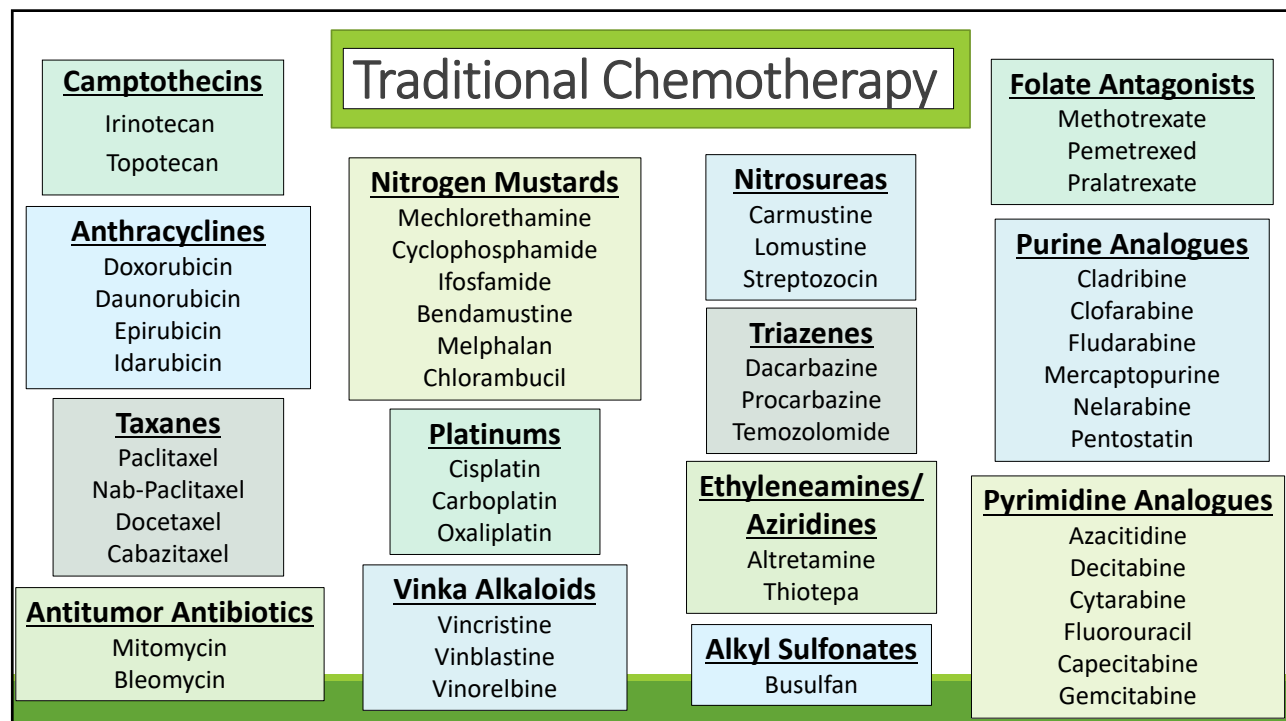 Traditional Chemotherapy
Camptothecins
Irinotecan
Topotecan
Anthracyclines
Doxorubicin
Daunorubicin
Epirubicin
Idarubicin
Taxanes
Paclitaxel
Nab-Paclitaxel
Docetaxel
Cabazitaxel
Antitumor Antibiotics
Mitomycin
Bleomycin
Nitrogen Mustards
Mechlorethamine
Cyclophosphamide
Ifosfamide
Bendamustine
Melphalan
Chlorambucil
Platinums
Cisplatin
Carboplatin
Oxaliplatin
Vinka Alkaloids
Vincristine
Vinblastine
Vinorelbine
Nitrosureas
Carmustine
Lomustine
Streptozocin
Triazenes
Dacarbazine
Procarbazine
Temozolomide
Ethyleneamines/
Aziridines
Altretamine
Thiotepa
Alkyl Sulfonates
Busulfan
Folate Antagonists
Methotrexate
Pemetrexed
Pralatrexate
Purine Analogues
Cladribine
Clofarabine
Fludarabine
Mercaptopurine
Nelarabine
Pentostatin
Pyrimidine Analogues
Azacitidine
Decitabine
Cytarabine
Fluorouracil
Capecitabine
Gemcitabine